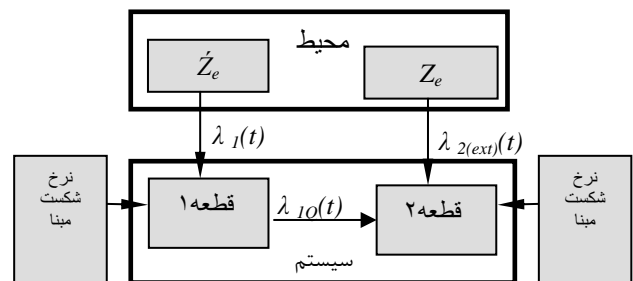 محیط
Źₑ
Zₑ
λ ₁(t)
λ ₂₍ₑₓₜ₎(t)
نرخ
شکست
مبنا
قطعه۱
λ ₁O(t)
قطعه۲
نرخ
شکست
مبنا
سیستم